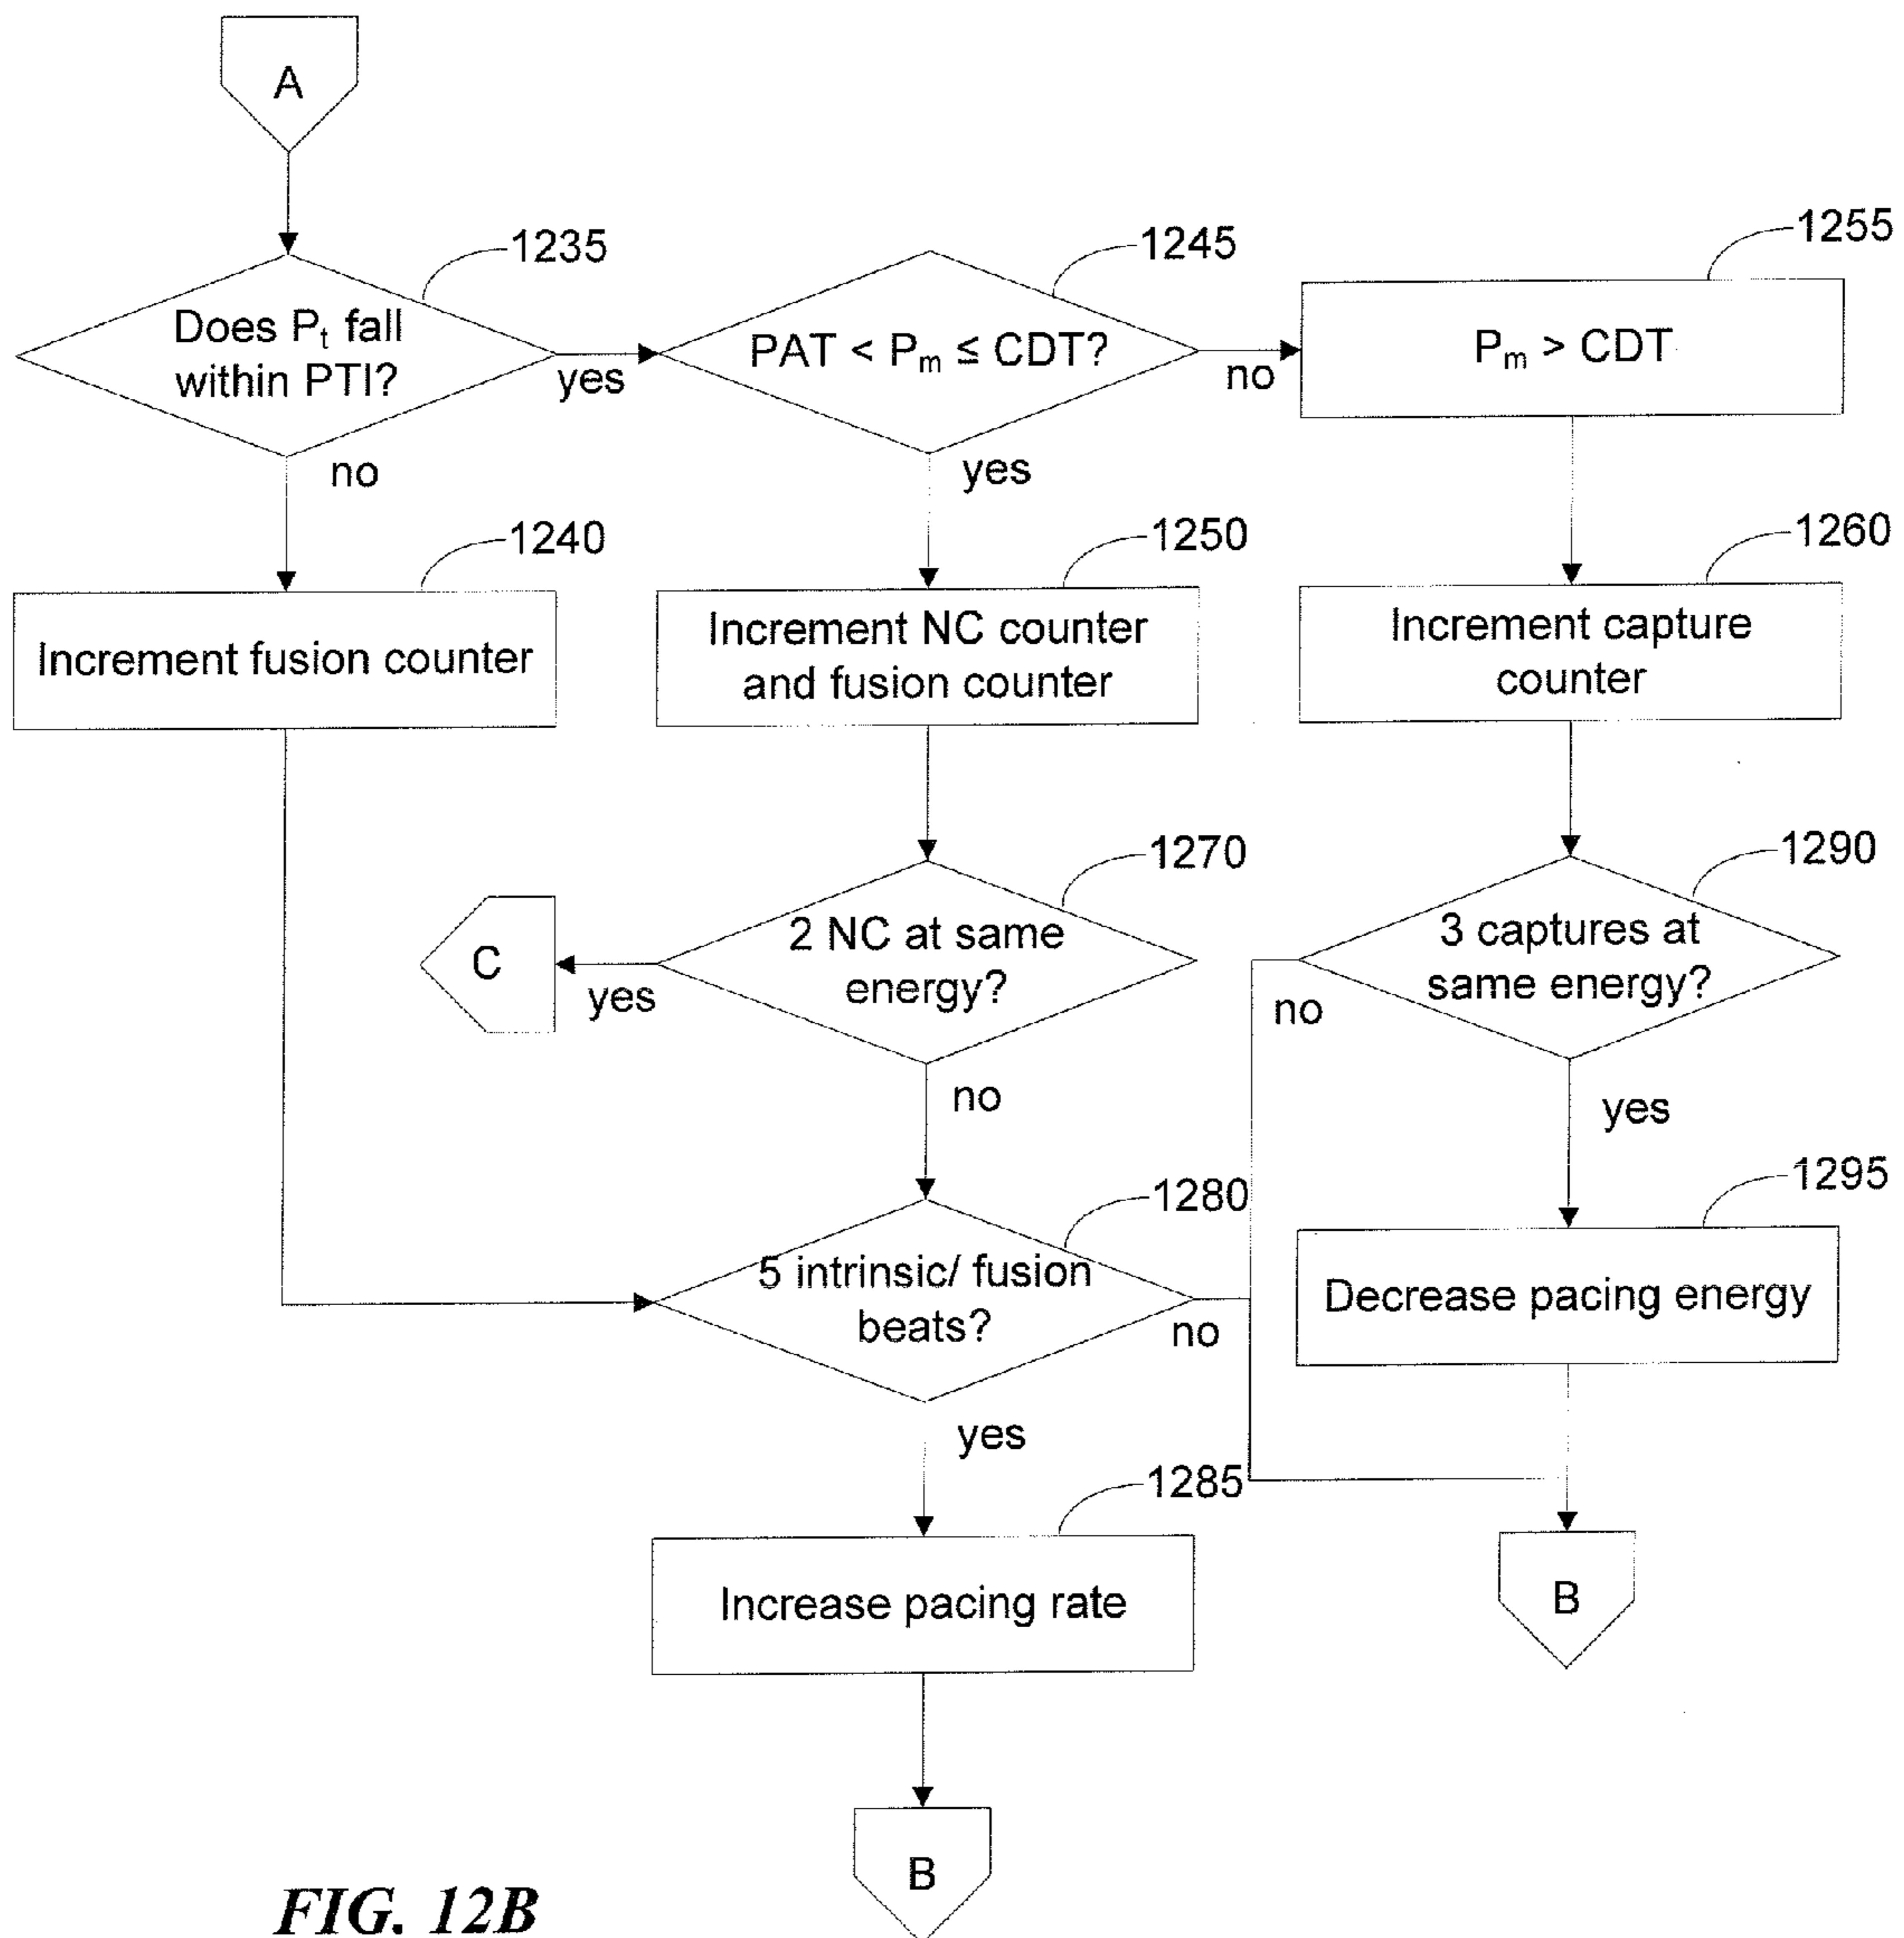 A
1235
Does Pt fall
within PTI?
yes
no
1245
PAT < Pm ≤ CDT?
no
yes
1255
Pm > CDT
1240
Increment fusion counter
1250
Increment NC counter
and fusion counter
1260
Increment capture
counter
1270
2 NC at same
energy?
yes
C
no
1290
3 captures at
same energy?
no
yes
1280
5 intrinsic/ fusion
beats?
no
yes
1295
Decrease pacing energy
1285
Increase pacing rate
B
B
FIG. 12B